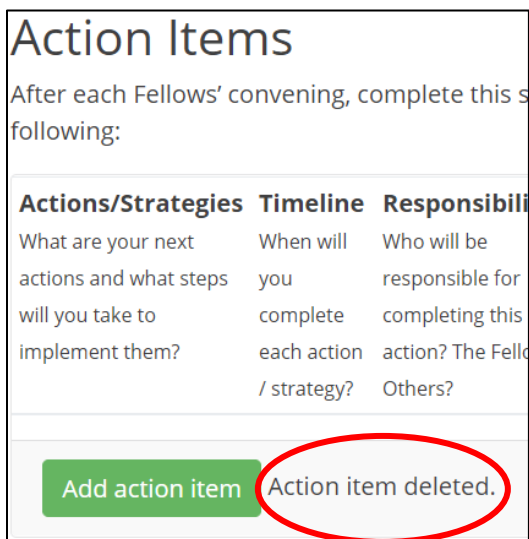 Action Items
After each Fellows’ convening, complete this
following:
Actions/Strategies Timeline Responsibili
What are your next When will Who will be
actions and what steps you responsible for
will you take to complete completing this
implement them? each action action? The Fello
/ strategy? Others?
Add action item Action item deleted.